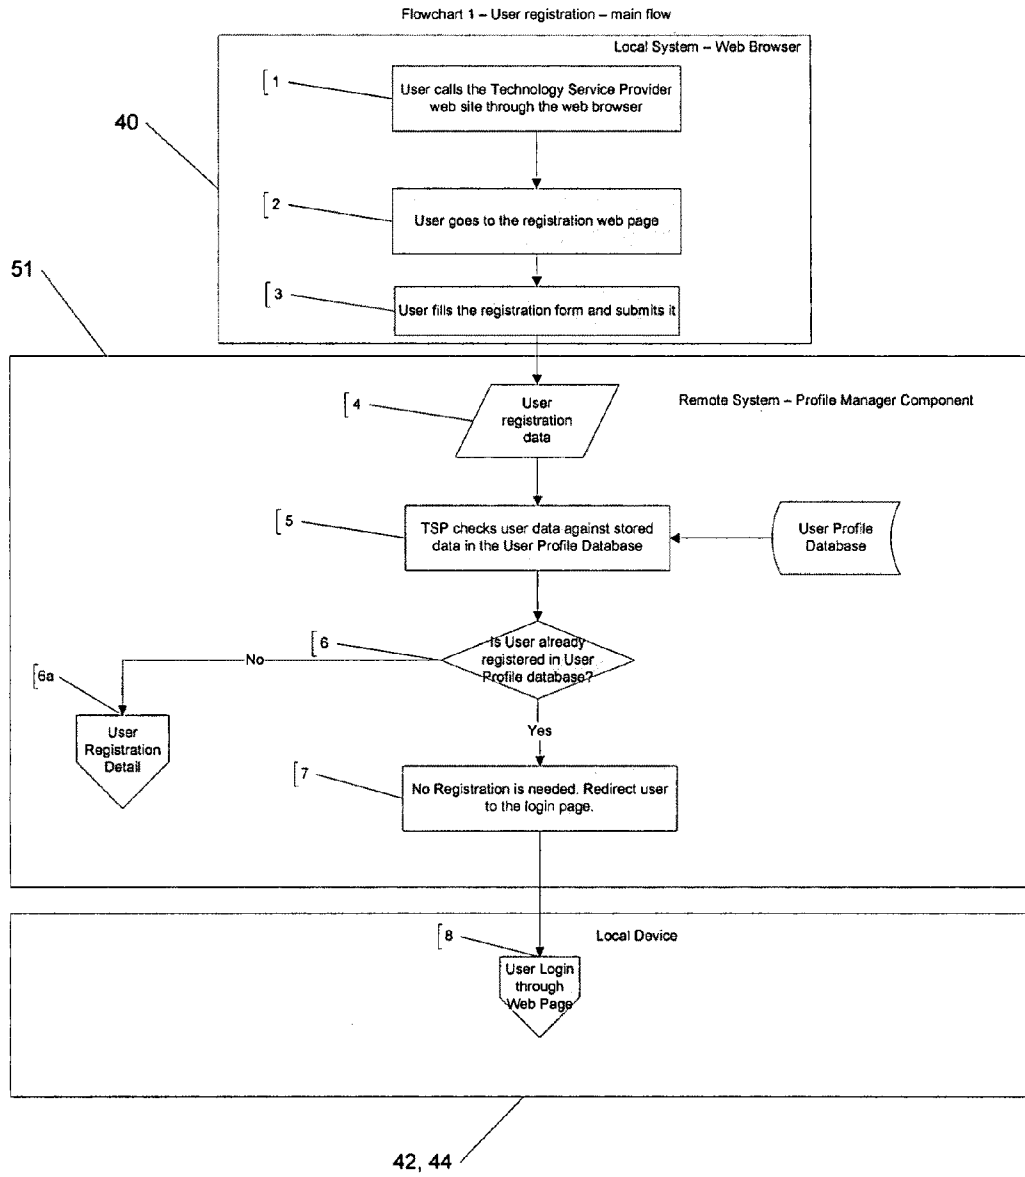 Flowchart 1 – User registration – main flow
Local System – Web Browser
[1
User calls the Technology Service Provider
web site through the web browser
40
[2
User goes to the registration web page
51
[3
User fills the registration form and submits it
[4
User
registration
data
Remote System – Profile Manager Component
[5
TSP checks user data against stored
data in the User Profile Database
User Profile
Database
[6
Is User already
registered in User
Profile database?
No
[6a
User
Registration
Detail
Yes
[7
No Registration is needed. Redirect user
to the login page.
[8
Local Device
User Login
through
Web Page
42, 44